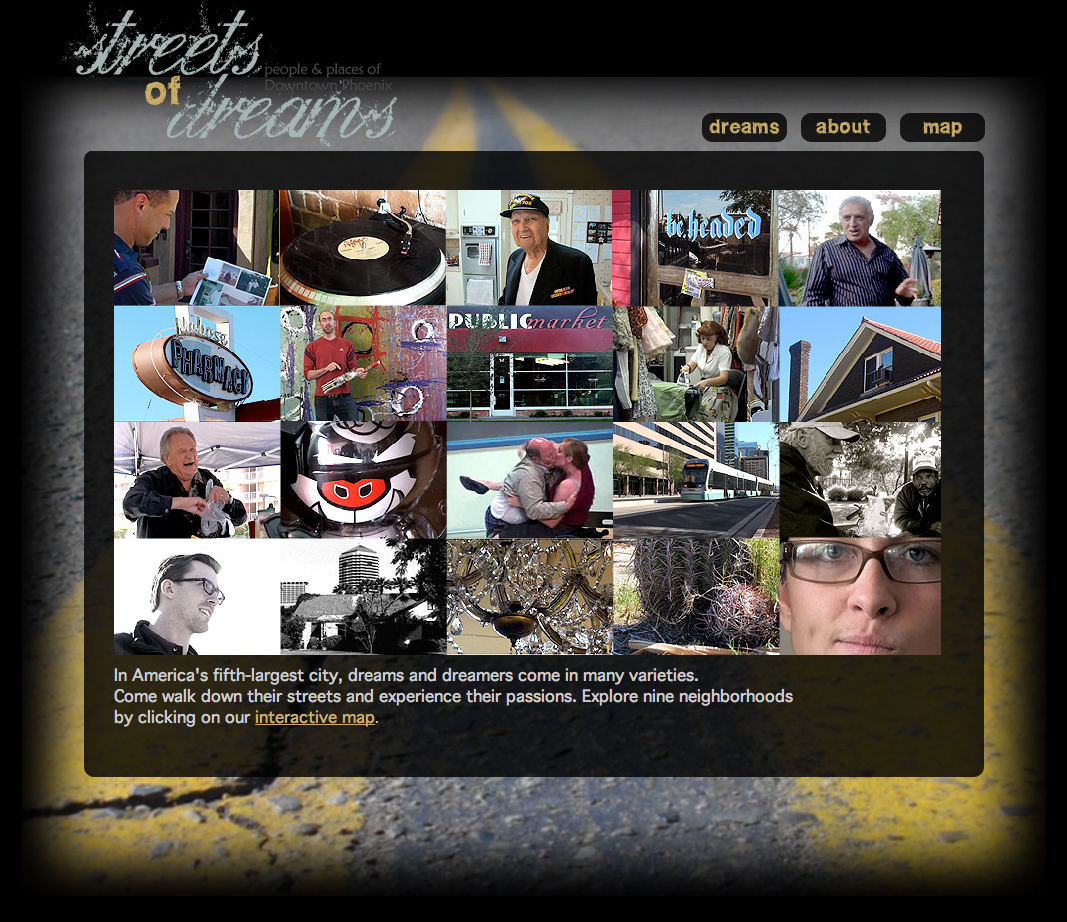 streets
people & places of
of
Downtown Phoenix
dreams
dreams about map
be.headed
PUBLIC market
PHARMACY
In America's fifth-largest city, dreams and dreamers come in many varieties.
Come walk down their streets and experience their passions. Explore nine neighborhoods
by clicking on our interactive map.